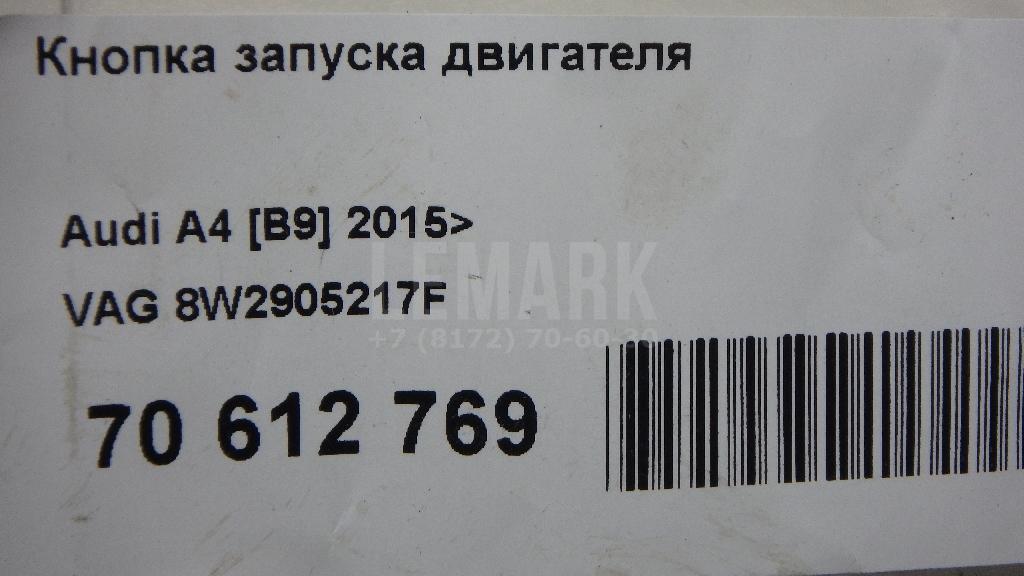 Кнопка запуска двигателя
Audi A4 [B9] 2015>
LEMARK
VAG 8W2905217F
+7 (8172) 70-60-30
70 612 769